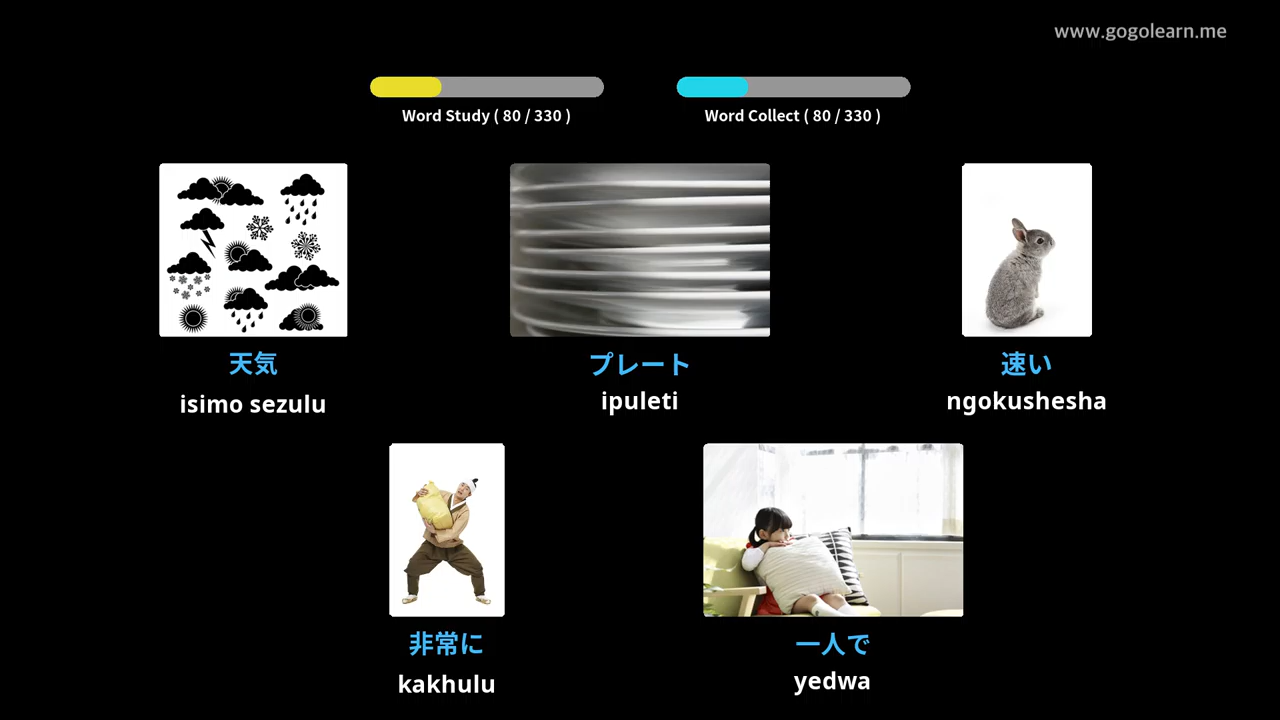 www.gogolearn.me
Word Study ( 80 / 330 )
Word Collect ( 80 / 330 )
天気
isimo sezulu
プレート
ipuleti
速い
ngokushesha
非常に
kakhulu
一人で
yedwa